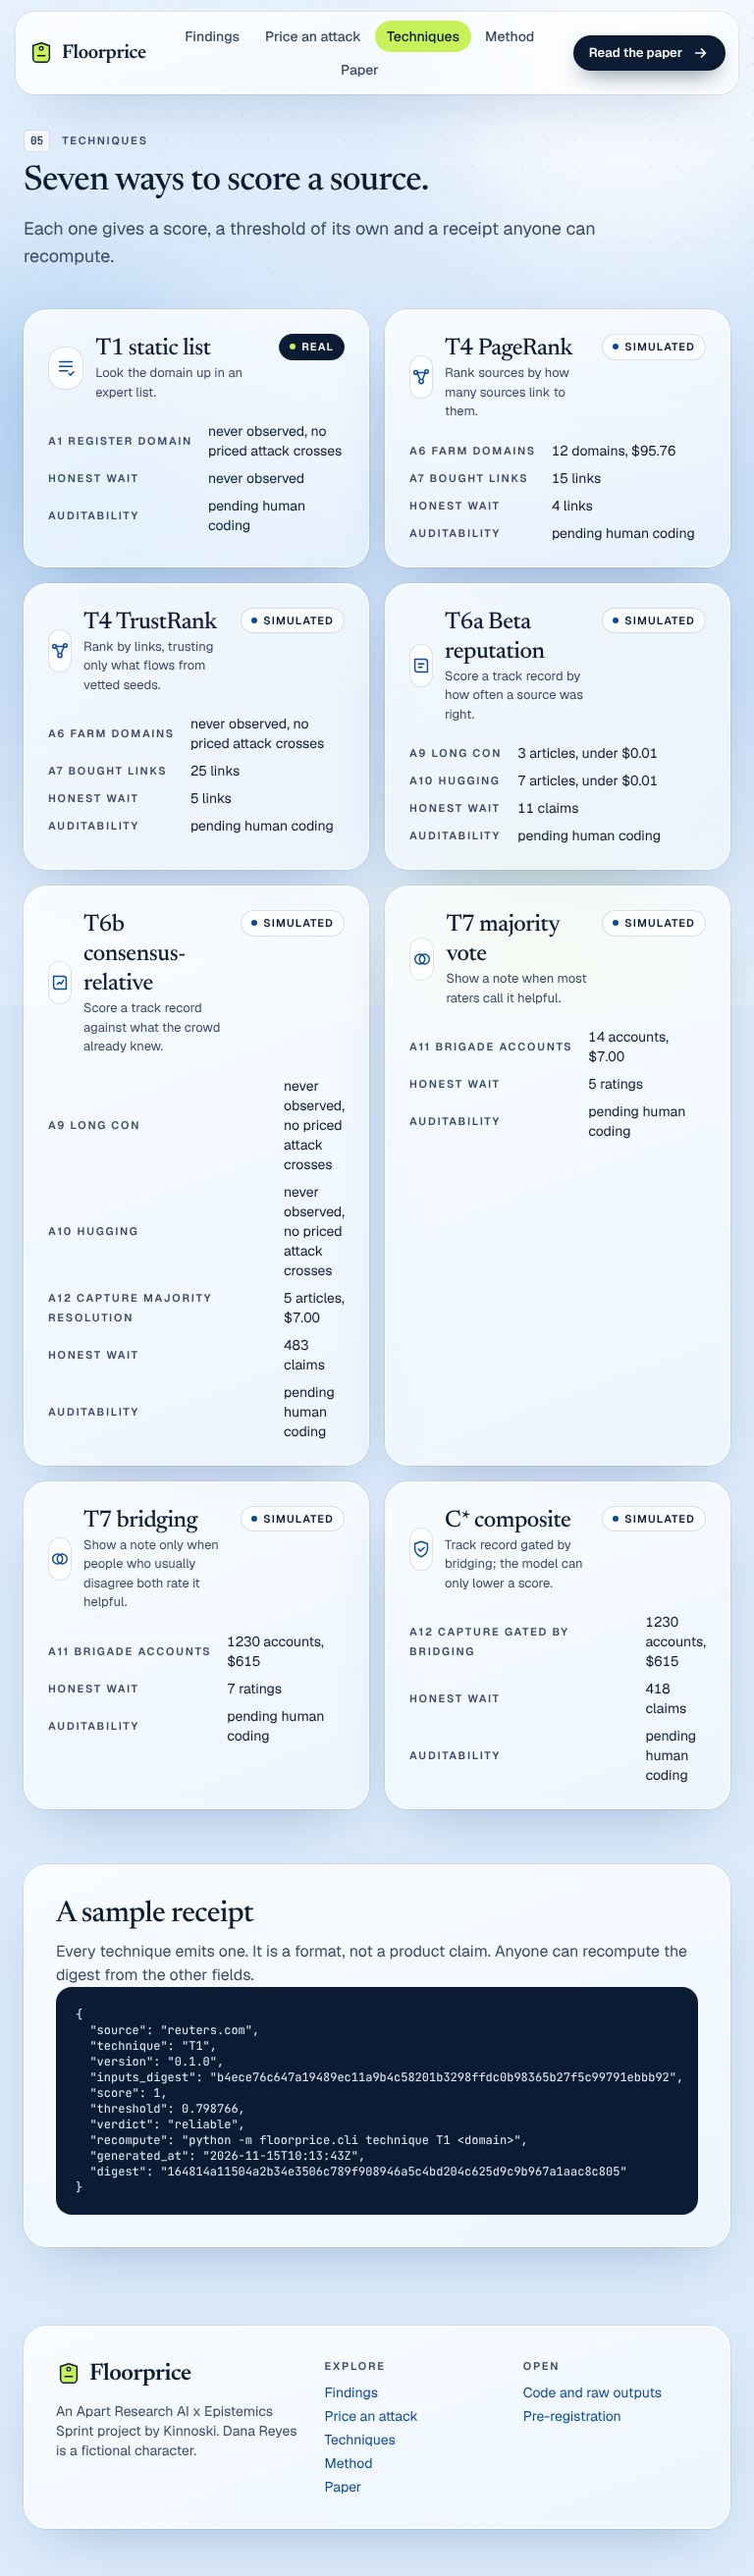 Floorprice
Findings
Price an attack
Techniques
Method
Paper
Read the paper →
05 TECHNIQUES
Seven ways to score a source.
Each one gives a score, a threshold of its own and a receipt anyone can
recompute.
T1 static list
REAL
Look the domain up in an
expert list.
A1 REGISTER DOMAIN
never observed, no
priced attack crosses
HONEST WAIT
never observed
AUDITABILITY
pending human
coding
T4 PageRank
SIMULATED
Rank sources by how
many sources link to
them.
A6 FARM DOMAINS
12 domains, $95.76
A7 BOUGHT LINKS
15 links
HONEST WAIT
4 links
AUDITABILITY
pending human coding
T4 TrustRank
SIMULATED
Rank by links, trusting
only what flows from
vetted seeds.
A6 FARM DOMAINS
never observed, no
priced attack crosses
A7 BOUGHT LINKS
25 links
HONEST WAIT
5 links
AUDITABILITY
pending human coding
T6a Beta
reputation
SIMULATED
Score a track record by
how often a source was
right.
A9 LONG CON
3 articles, under $0.01
A10 HUGGING
7 articles, under $0.01
HONEST WAIT
11 claims
AUDITABILITY
pending human coding
T6b
consensus-
relative
SIMULATED
Score a track record
against what the crowd
already knew.
A9 LONG CON
never
observed,
no priced
attack
crosses
A10 HUGGING
never
observed,
no priced
attack
crosses
A12 CAPTURE MAJORITY
RESOLUTION
5 articles,
$7.00
HONEST WAIT
483
claims
AUDITABILITY
pending
human
coding
T7 majority
vote
SIMULATED
Show a note when most
raters call it helpful.
A11 BRIGADE ACCOUNTS
14 accounts,
$7.00
HONEST WAIT
5 ratings
AUDITABILITY
pending human
coding
T7 bridging
SIMULATED
Show a note only when
people who usually
disagree both rate it
helpful.
A11 BRIGADE ACCOUNTS
1230 accounts,
$615
HONEST WAIT
7 ratings
AUDITABILITY
pending human
coding
C* composite
SIMULATED
Track record gated by
bridging; the model can
only lower a score.
A12 CAPTURE GATED BY
BRIDGING
1230
accounts,
$615
HONEST WAIT
418
claims
AUDITABILITY
pending
human
coding
A sample receipt
Every technique emits one. It is a format, not a product claim. Anyone can recompute the
digest from the other fields.
{
"source": "reuters.com",
"technique": "T1",
"version": "0.1.0",
"inputs_digest": "b4ece76c647a19489ec11a9b4c58201b3298ffdc0b98365b27f5c99791ebbb92",
"score": 1,
"threshold": 0.798766,
"verdict": "reliable",
"recompute": "python -m floorprice.cli technique T1 <domain>",
"generated_at": "2026-11-15T10:13:43Z",
"digest": "164814a11504a2b34e3506c789f908946a5c4bd204c625d9c9b967a1aac8c805"
}
Floorprice
An Apart Research AI x Epistemics
Sprint project by Kinnoski. Dana Reyes
is a fictional character.
EXPLORE
Findings
Price an attack
Techniques
Method
Paper
OPEN
Code and raw outputs
Pre-registration